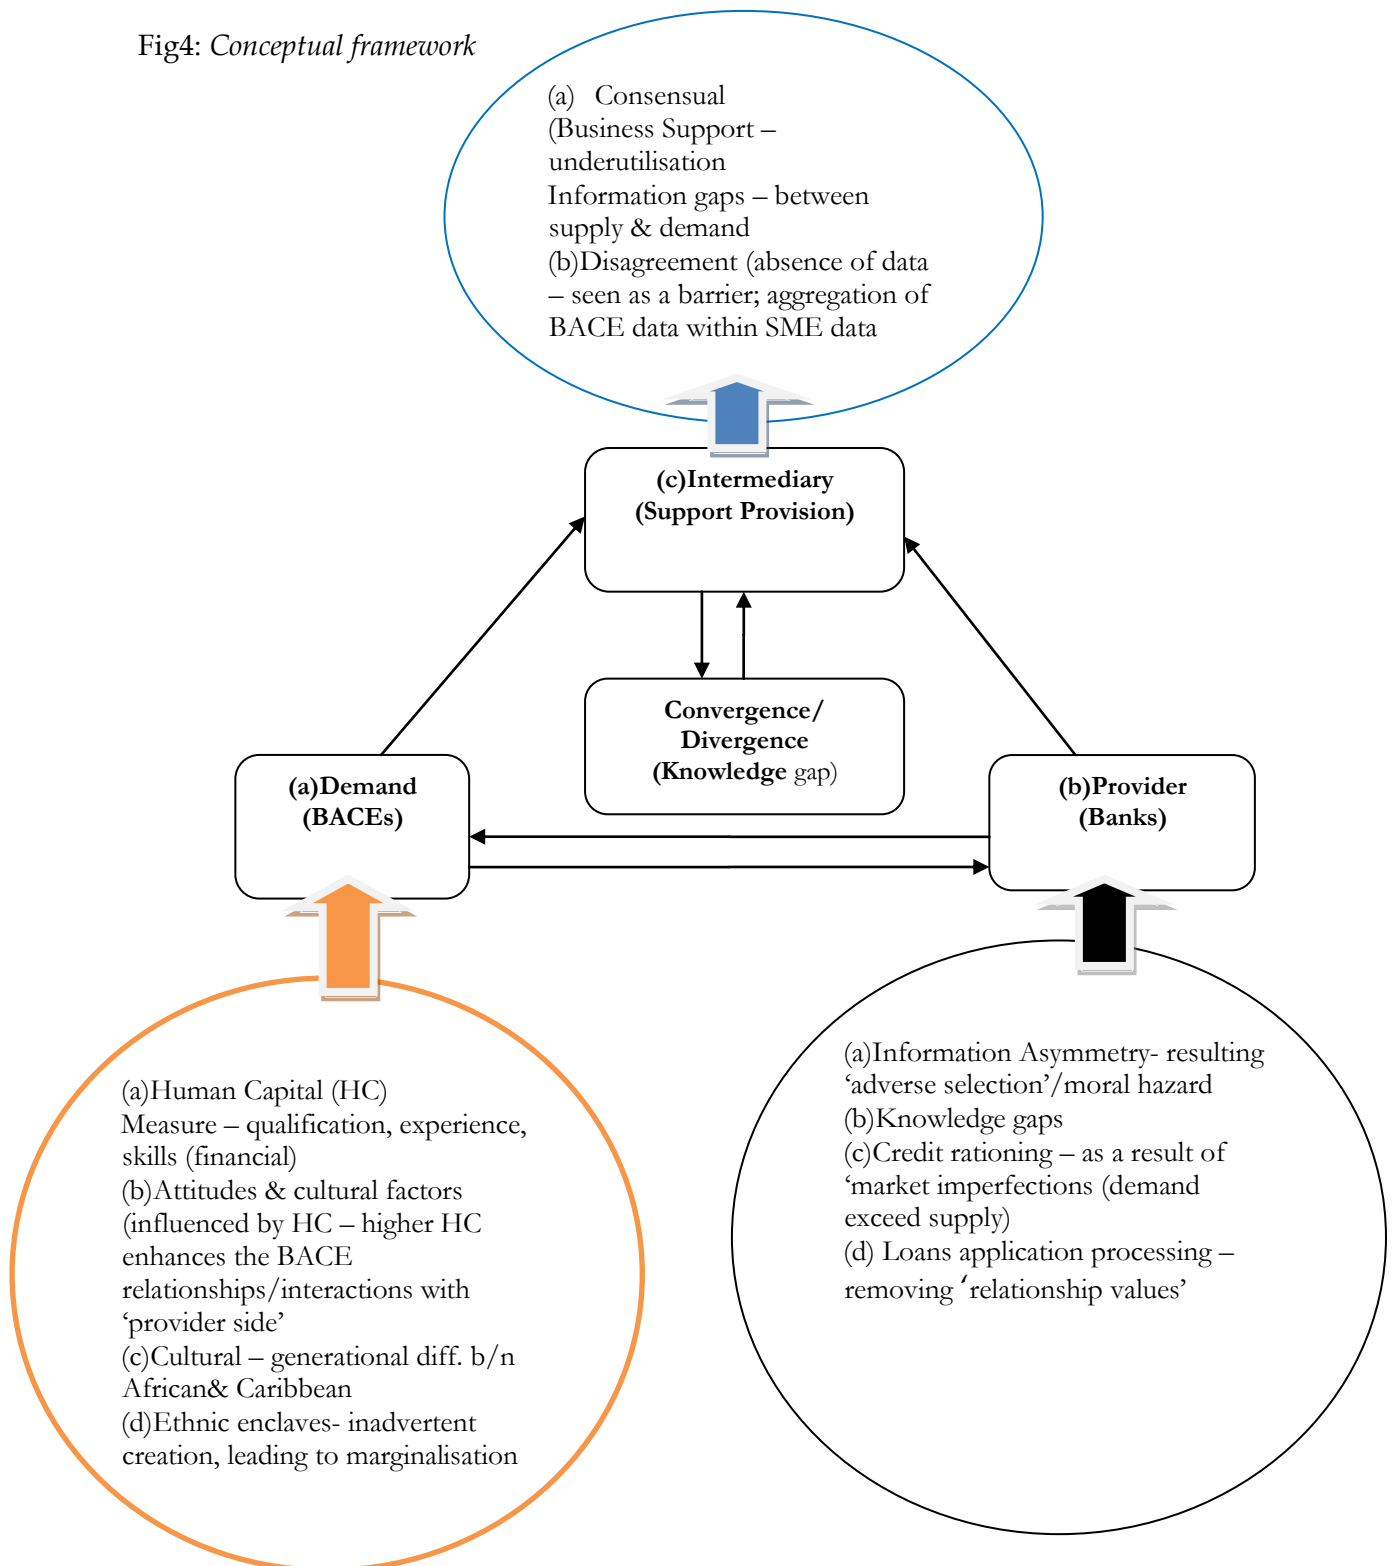 Fig4: Conceptual framework
(a) Consensual
(Business Support –
underutilisation
Information gaps – between
supply & demand
(b)Disagreement (absence of data
– seen as a barrier; aggregation of
BACE data within SME data
(c)Intermediary
(Support Provision)
Convergence/
Divergence
(Knowledge gap)
(a)Demand
(BACEs)
(b)Provider
(Banks)
(a)Human Capital (HC)
Measure – qualification, experience,
skills (financial)
(b)Attitudes & cultural factors
(influenced by HC – higher HC
enhances the BACE
relationships/interactions with
‘provider side’
(c)Cultural – generational diff. b/n
African& Caribbean
(d)Ethnic enclaves- inadvertent
creation, leading to marginalisation
(a)Information Asymmetry- resulting
‘adverse selection’/moral hazard
(b)Knowledge gaps
(c)Credit rationing – as a result of
‘market imperfections (demand
exceed supply)
(d) Loans application processing –
removing ‘relationship values’